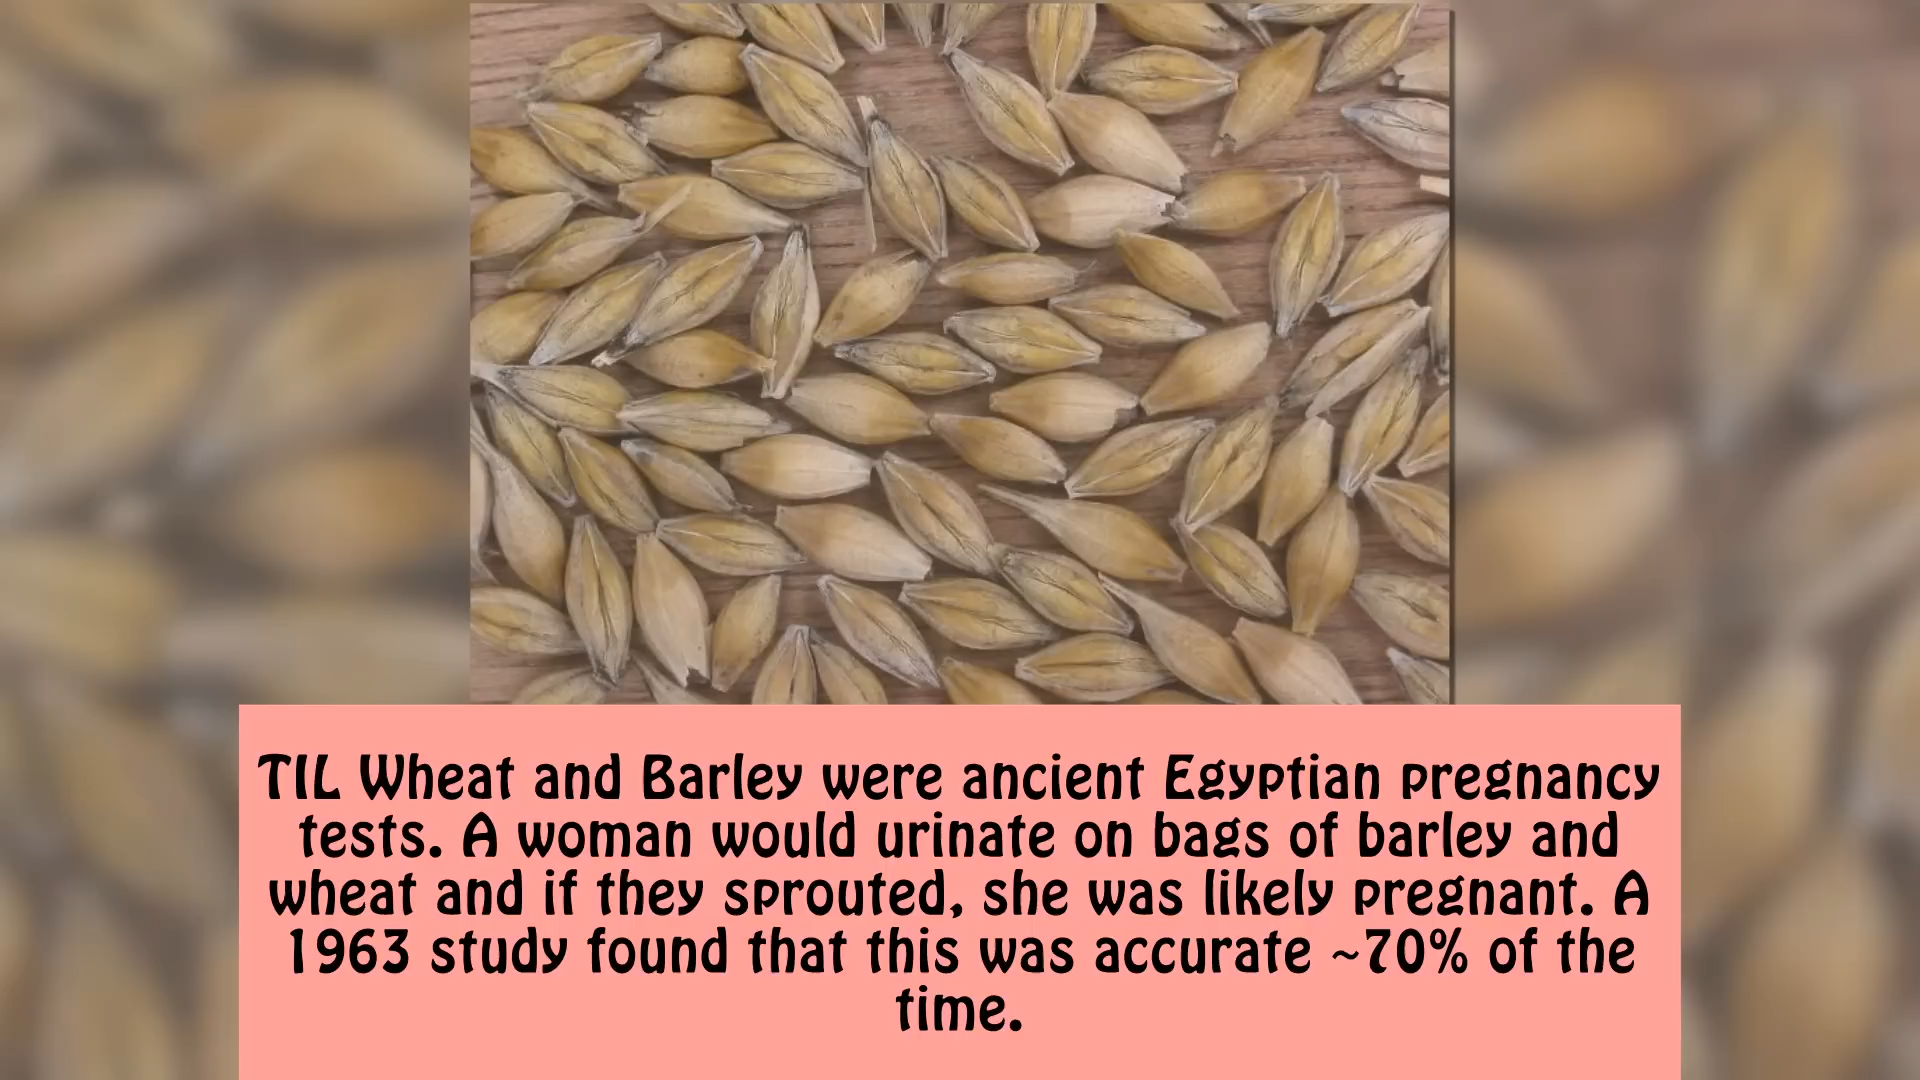 TIL Wheat and Barley were ancient Egyptian pregnancy
tests. A woman would urinate on bags of barley and
wheat and if they sprouted, she was likely pregnant. A
1963 study found that this was accurate ~70% of the
time.